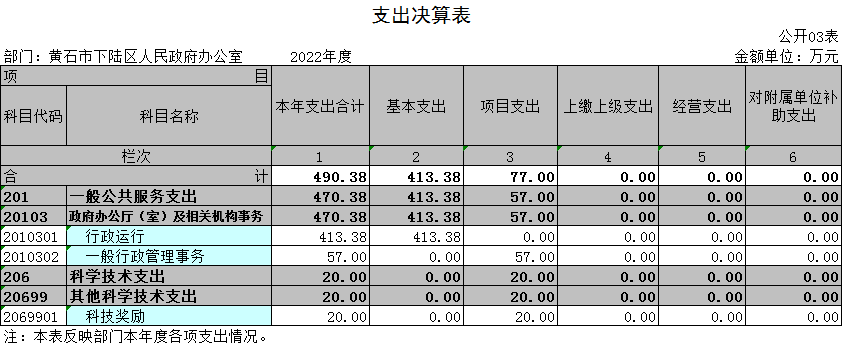 支出决算表
公开03表
部门：黄石市下陆区人民政府办公室 2022年度 金额单位：万元
项 目 本年支出合计 基本支出 项目支出 上缴上级支出 经营支出 对附属单位补助支出
科目代码 科目名称
栏次 1 2 3 4 5 6
合 计 490.38 413.38 77.00 0.00 0.00 0.00
201 一般公共服务支出 470.38 413.38 57.00 0.00 0.00 0.00
20103 政府办公厅（室）及相关机构事务 470.38 413.38 57.00 0.00 0.00 0.00
2010301 行政运行 413.38 413.38 0.00 0.00 0.00 0.00
2010302 一般行政管理事务 57.00 0.00 57.00 0.00 0.00 0.00
206 科学技术支出 20.00 0.00 20.00 0.00 0.00 0.00
20699 其他科学技术支出 20.00 0.00 20.00 0.00 0.00 0.00
2069901 科技奖励 20.00 0.00 20.00 0.00 0.00 0.00
注：本表反映部门本年度各项支出情况。